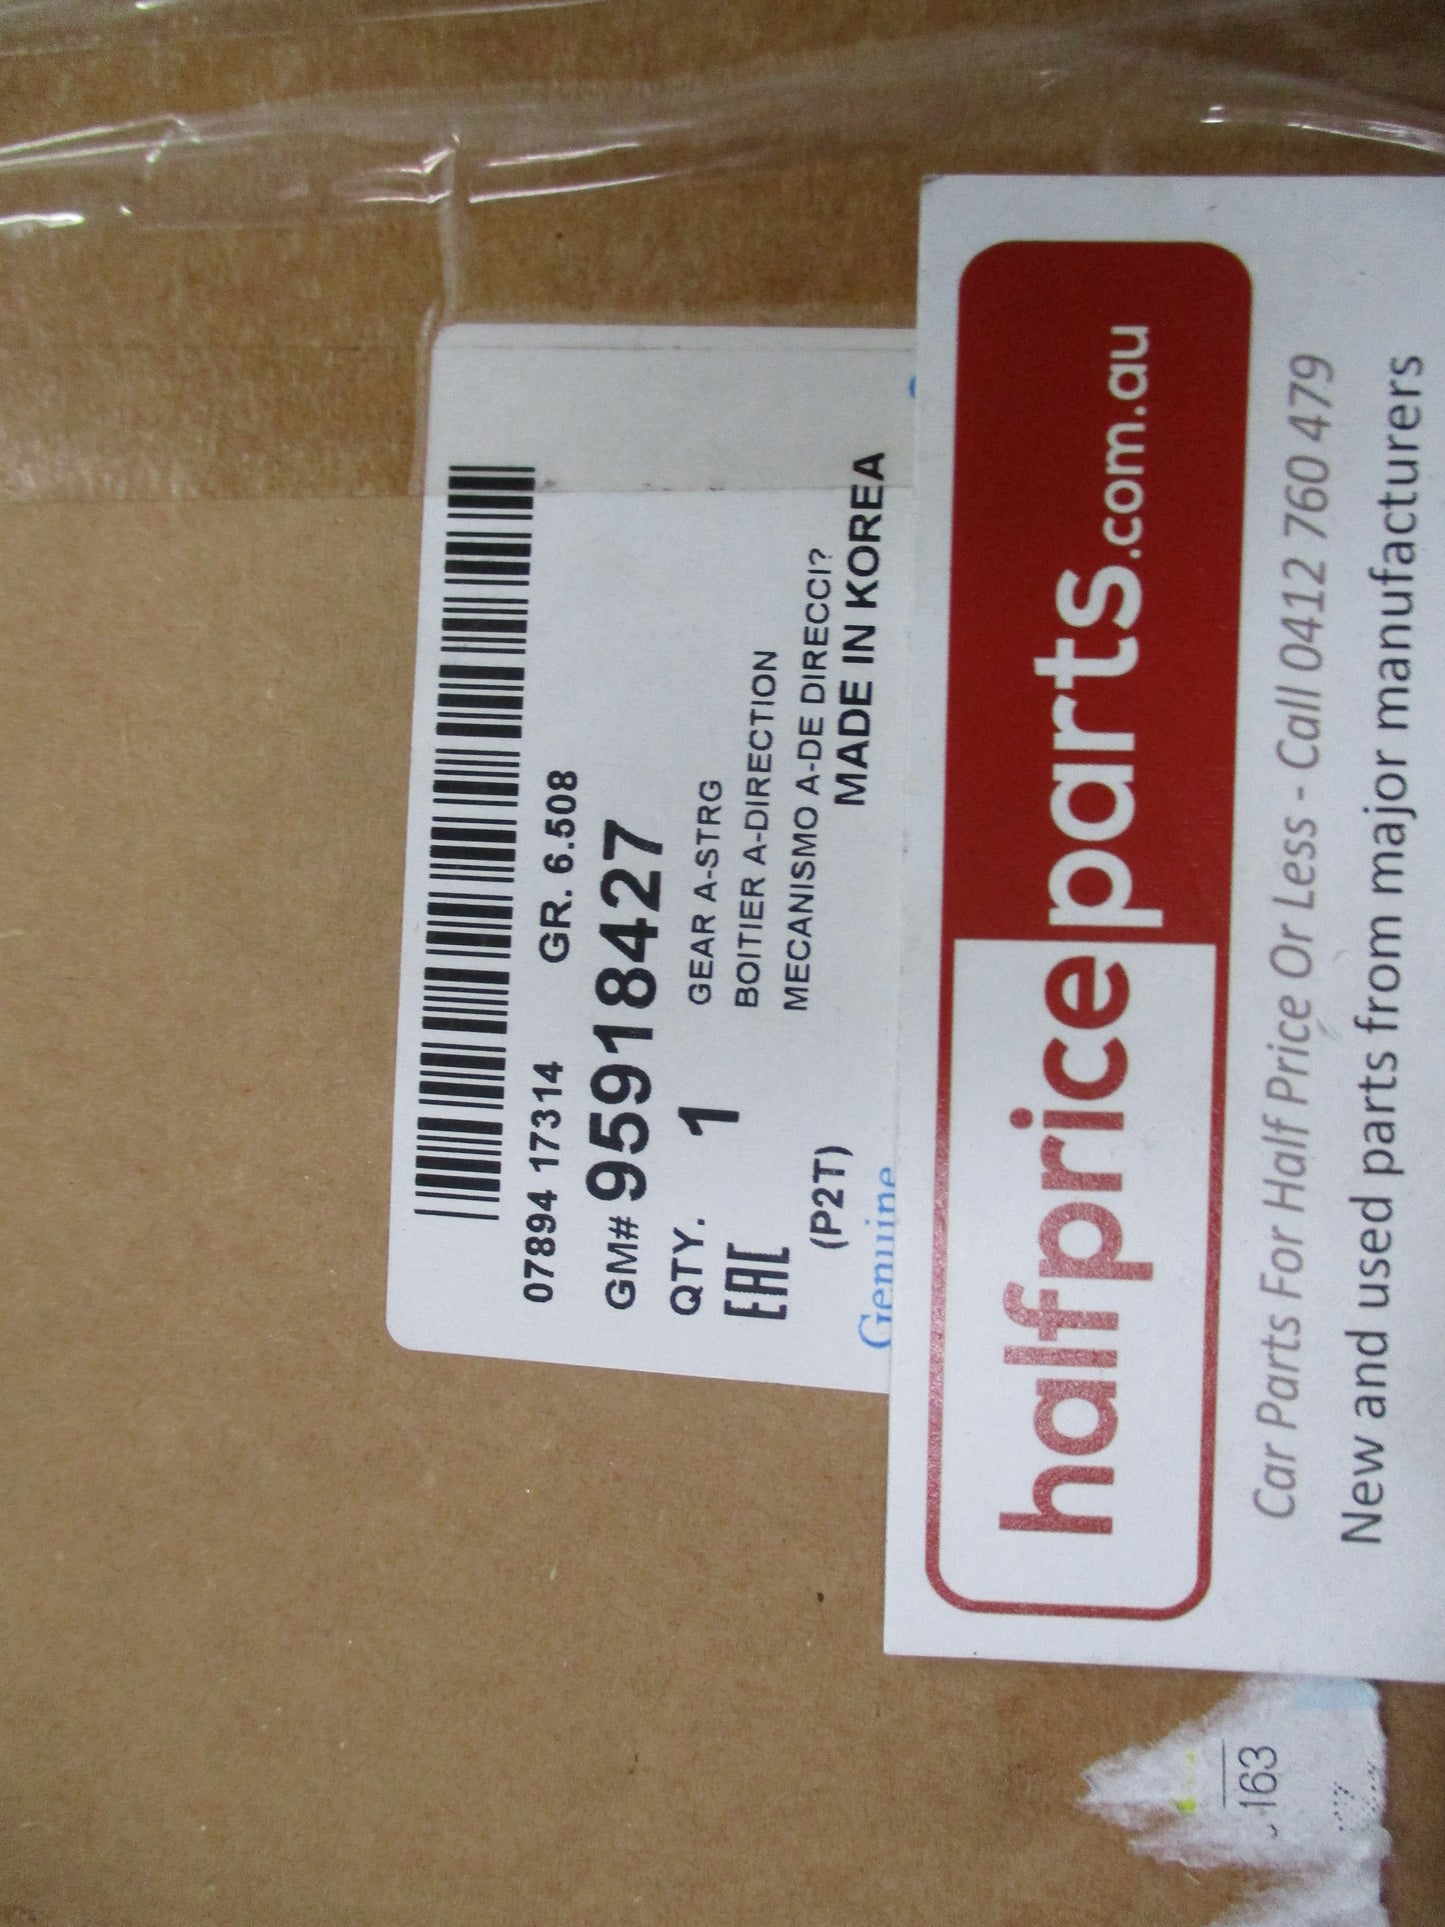 07894 17314 GR. 6.508
GM# 95918427
QTY. 1 GEAR A-STRG
BOITIER A-DIRECTION
EAC
MECANISMO A-DE DIRECCI?
(P2T) MADE IN KOREA
Genuine
halfpriceparts.com.au
Car Parts For Half Price Or Less - Call 0412 760 479
New and used parts from major manufacturers
163